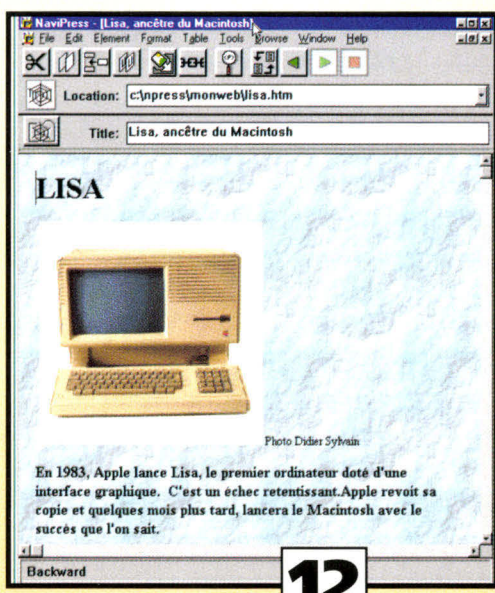 NaviPress - [Lisa, ancêtre du Macintosh]
File Edit Element Format Table Tools Browse Window Help
Location: c:\npress\monweb\lisa.htm
Title: Lisa, ancêtre du Macintosh
LISA
Photo Didier Sylvain
En 1983, Apple lance Lisa, le premier ordinateur doté d'une
interface graphique. C'est un échec retentissant.Apple revoit sa
copie et quelques mois plus tard, lancera le Macintosh avec le
succès que l'on sait.
Backward
12